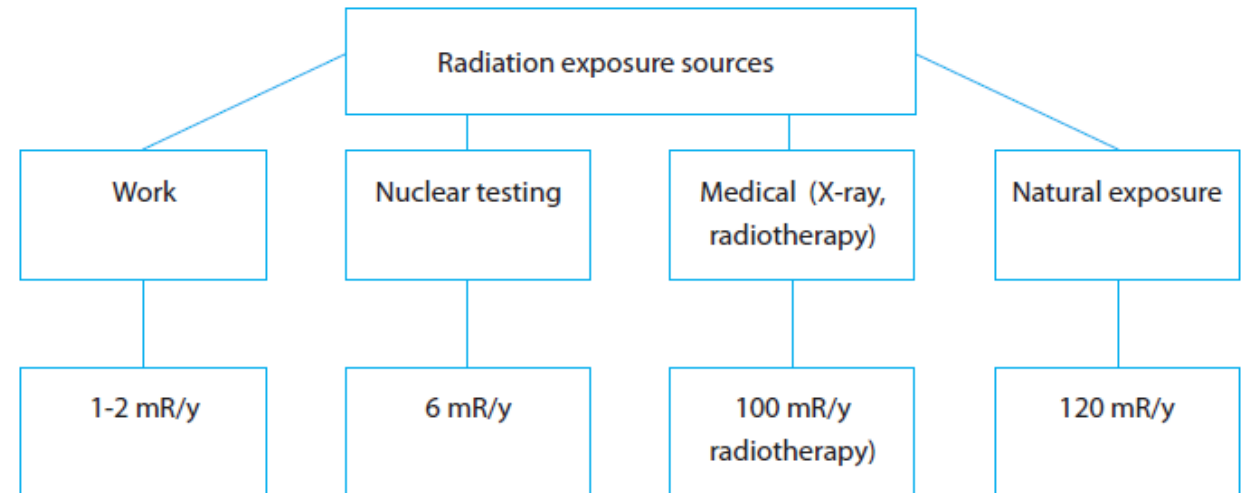 Radiation exposure sources
Work
Nuclear testing
Medical (X-ray,
radiotherapy)
Natural exposure
1-2 mR/y
6 mR/y
100 mR/y
radiotherapy)
120 mR/y